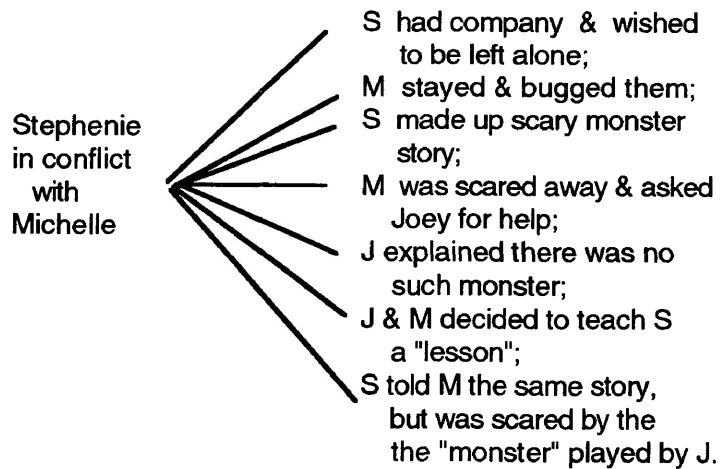 Stephenie
in conflict
with
Michelle
S had company & wished
to be left alone;
M stayed & bugged them;
S made up scary monster
story;
M was scared away & asked
Joey for help;
J explained there was no
such monster;
J & M decided to teach S
a "lesson";
S told M the same story,
but was scared by the
the "monster" played by J.